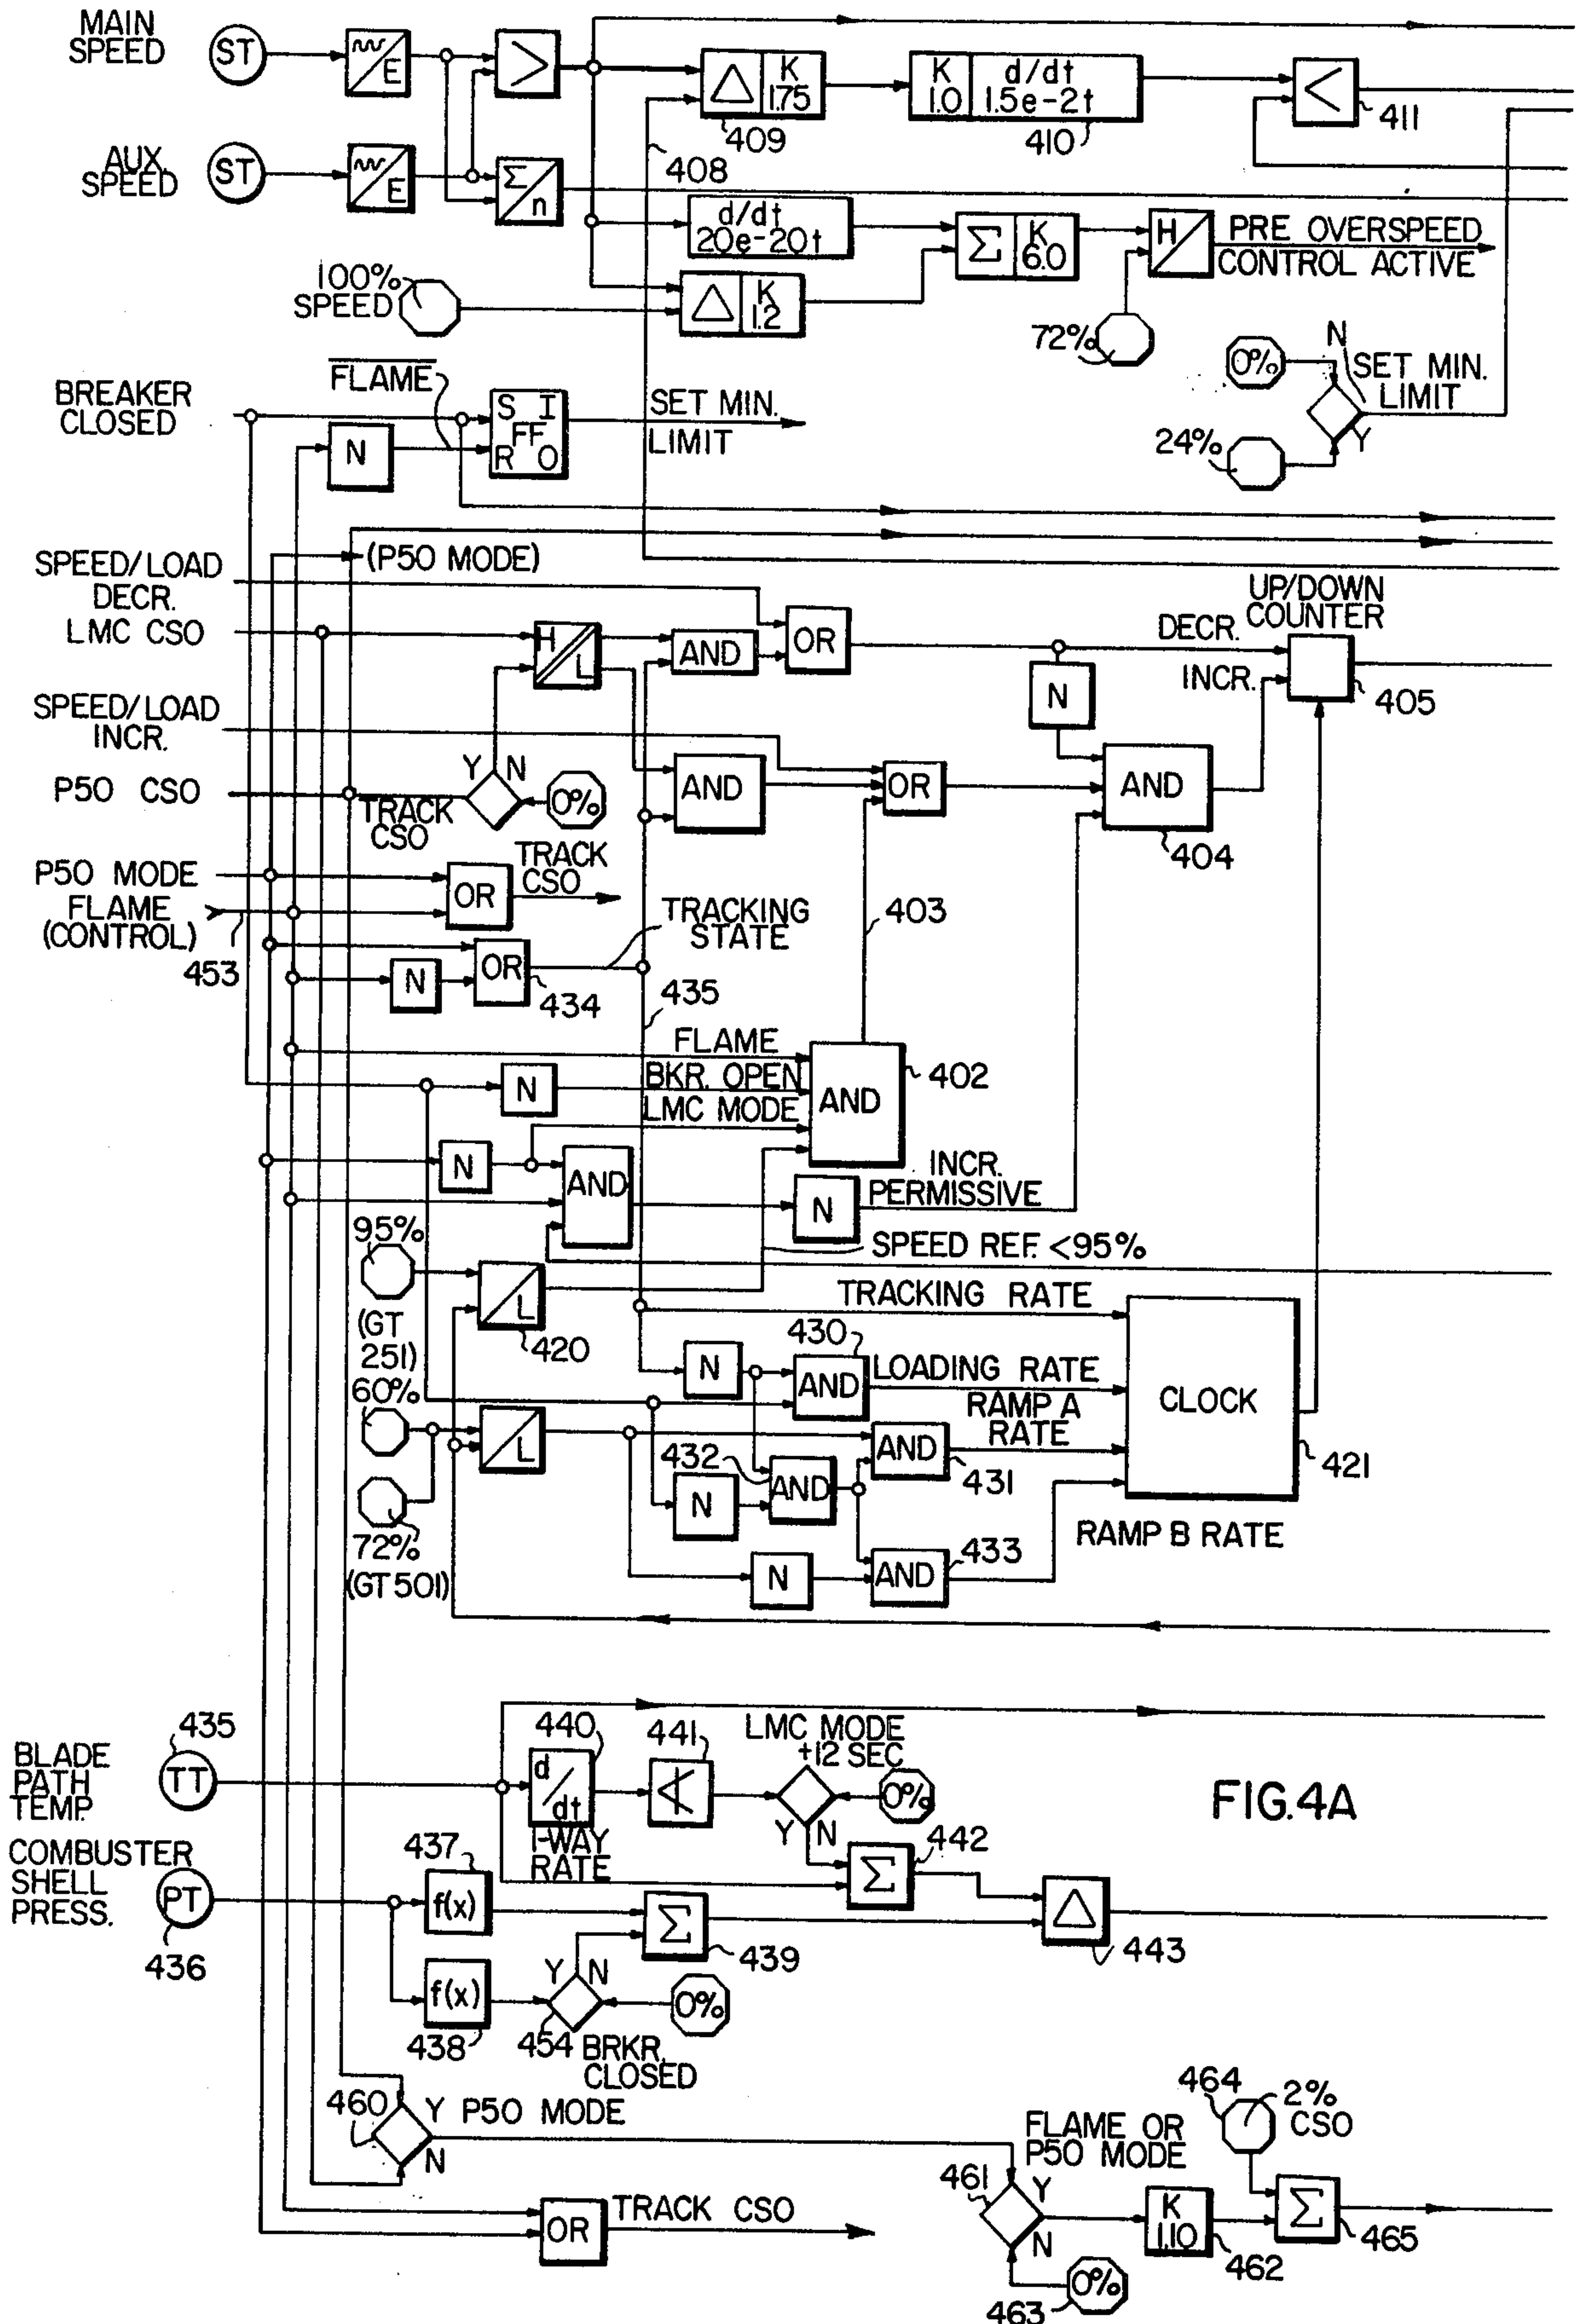 MAIN
SPEED
ST
E
>
K
1.75
409
K
1.0
d/dt
1.5e-2t
410
<
411
AUX.
SPEED
ST
E
Σ
n
408
d/dt
20e-20t
Σ
K
6.0
H
PRE OVERSPEED
CONTROL ACTIVE
100%
SPEED
△
K
1.2
72%
0%
N
SET MIN.
LIMIT
24%
Y
BREAKER
CLOSED
FLAME
N
S I
FF
R O
SET MIN.
LIMIT
(P50 MODE)
SPEED/LOAD
DECR.
LMC CSO
H
L
AND
OR
DECR.
UP/DOWN
COUNTER
INCR.
405
N
SPEED/LOAD
INCR.
Y N
0%
AND
OR
AND
404
P50 CSO
TRACK
CSO
P50 MODE
FLAME
(CONTROL)
453
OR
TRACK
CSO
N
OR
434
TRACKING
STATE
435
403
FLAME
BKR. OPEN
LMC MODE
N
AND
402
N
AND
N
INCR.
PERMISSIVE
SPEED REF. <95%
95%
L
420
(GT
251)
60%
TRACKING RATE
430
N
AND
LOADING RATE
RAMP A
RATE
CLOCK
421
L
432
AND
AND
431
N
72%
(GT501)
N
AND
433
RAMP B RATE
435
BLADE
PATH
TEMP.
TT
440
d
/
dt
1-WAY
RATE
441
LMC MODE
+12 SEC
0%
Y N
Σ
442
FIG.4A
COMBUSTER
SHELL
PRESS.
PT
436
437
f(x)
Σ
439
△
443
f(x)
438
Y N
454
0%
BRKR.
CLOSED
460
Y P50 MODE
N
464
2%
CSO
FLAME OR
P50 MODE
461
Y
N
K
1.10
462
Σ
465
0%
463
OR
TRACK CSO